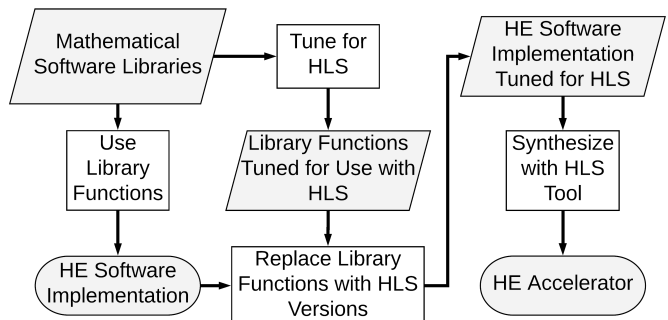 Mathematical
Software Libraries
Tune for
HLS
HE Software
Implementation
Tuned for HLS
Use
Library
Functions
Library Functions
Tuned for Use with
HLS
Synthesize
with HLS
Tool
HE Software
Implementation
Replace Library
Functions with HLS
Versions
HE Accelerator